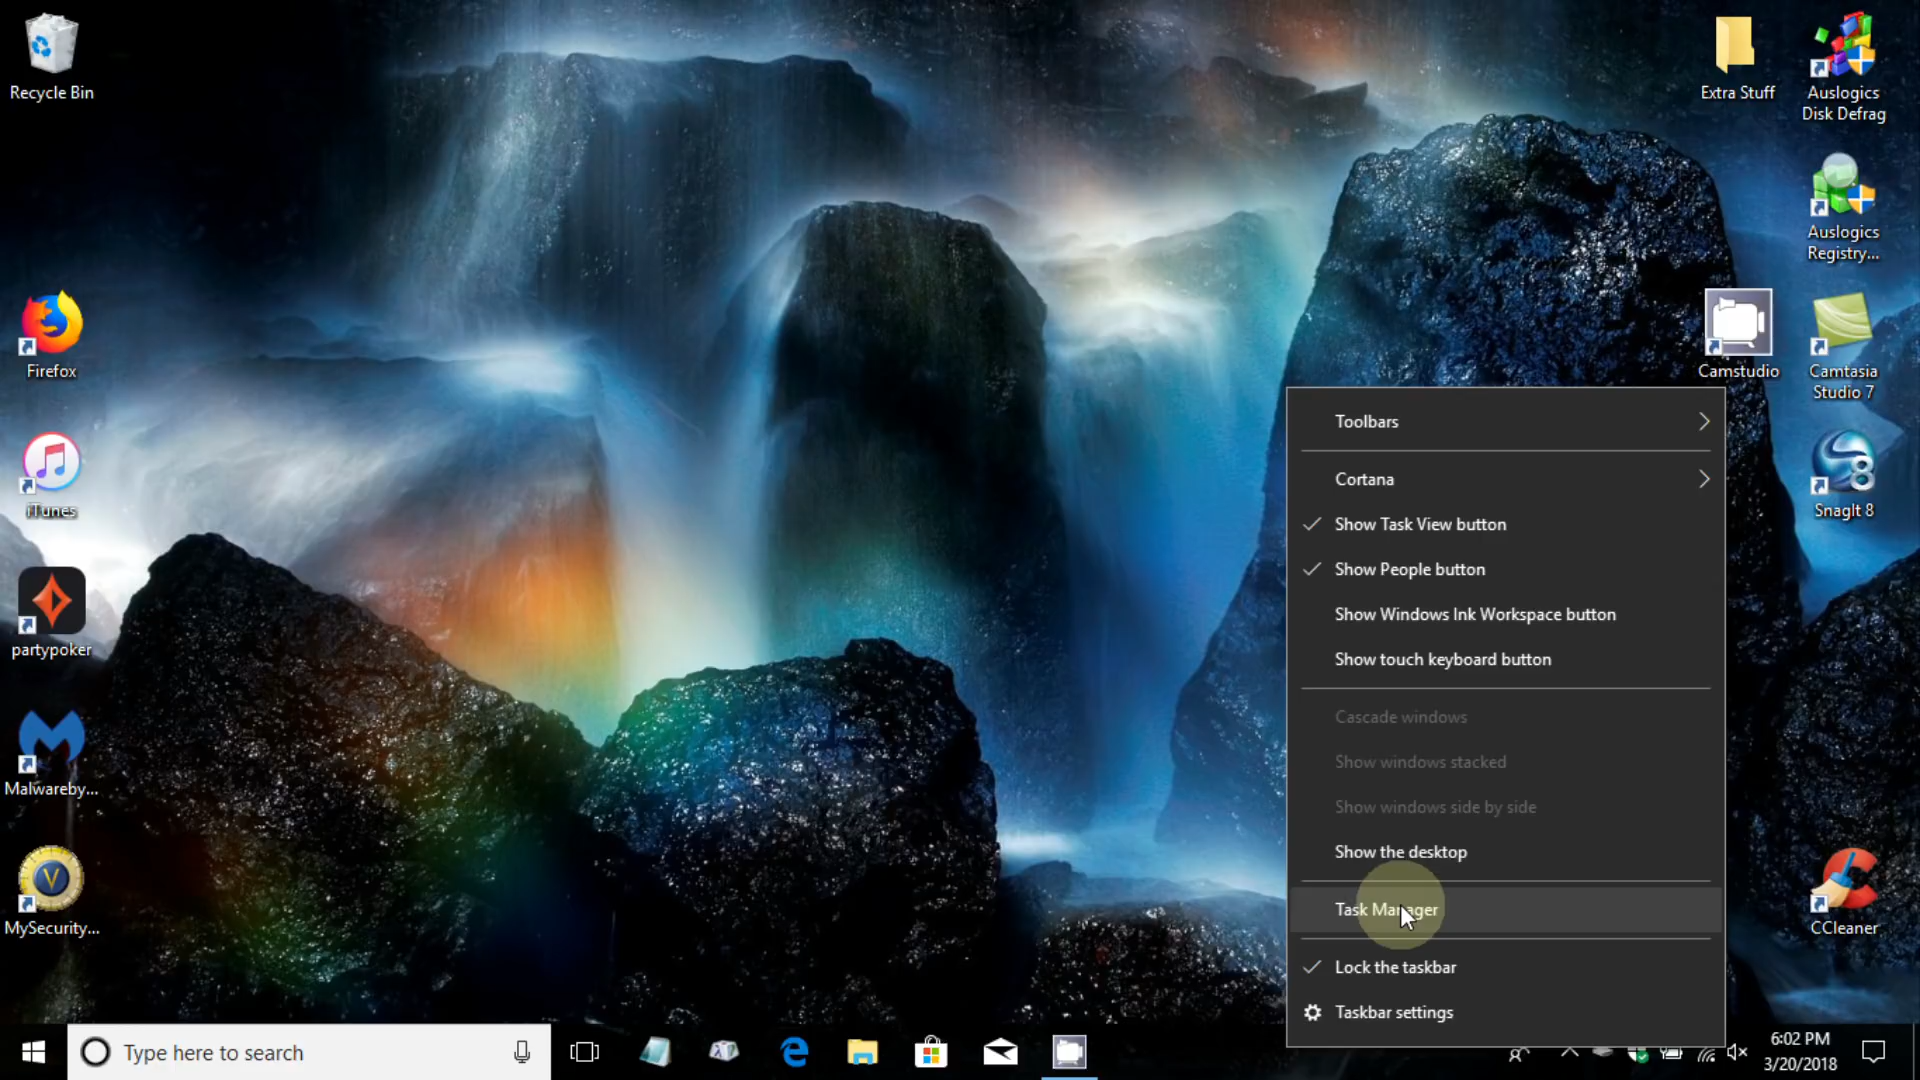 Recycle Bin
Firefox
iTunes
partypoker
Malwareby...
MySecurity...
Extra Stuff
Auslogics
Disk Defrag
Auslogics
Registry...
Camstudio
Camtasia
Studio 7
SnagIt 8
CCleaner
Toolbars
Cortana
Show Task View button
Show People button
Show Windows Ink Workspace button
Show touch keyboard button
Cascade windows
Show windows stacked
Show windows side by side
Show the desktop
Task Manager
Lock the taskbar
Taskbar settings
Type here to search
6:02 PM
3/20/2018